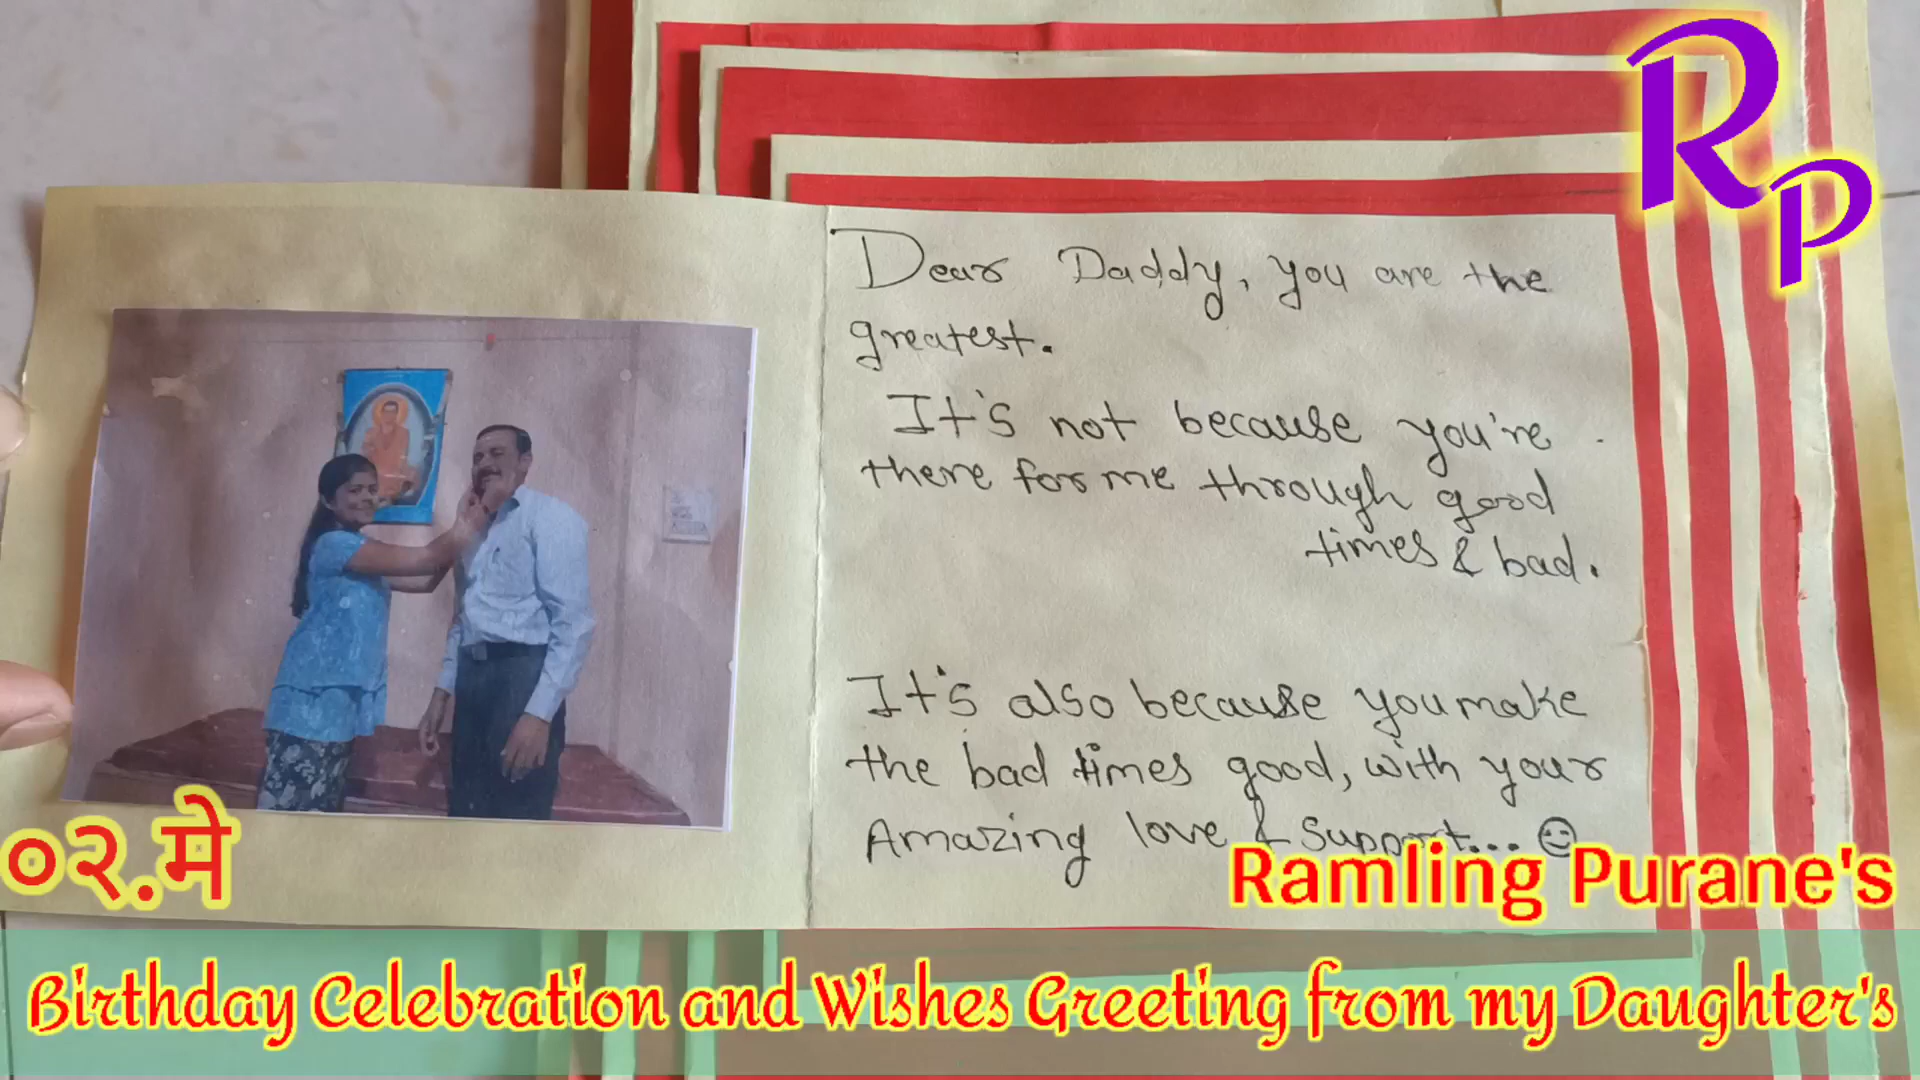 RP
Dear Daddy, you are the
greatest.
It's not because you're
there for me through good
times & bad.
It's also because you make
the bad times good, with your
Amazing love & support... ☺
०२.मे
Ramling Purane's
Birthday Celebration and Wishes Greeting from my Daughter's